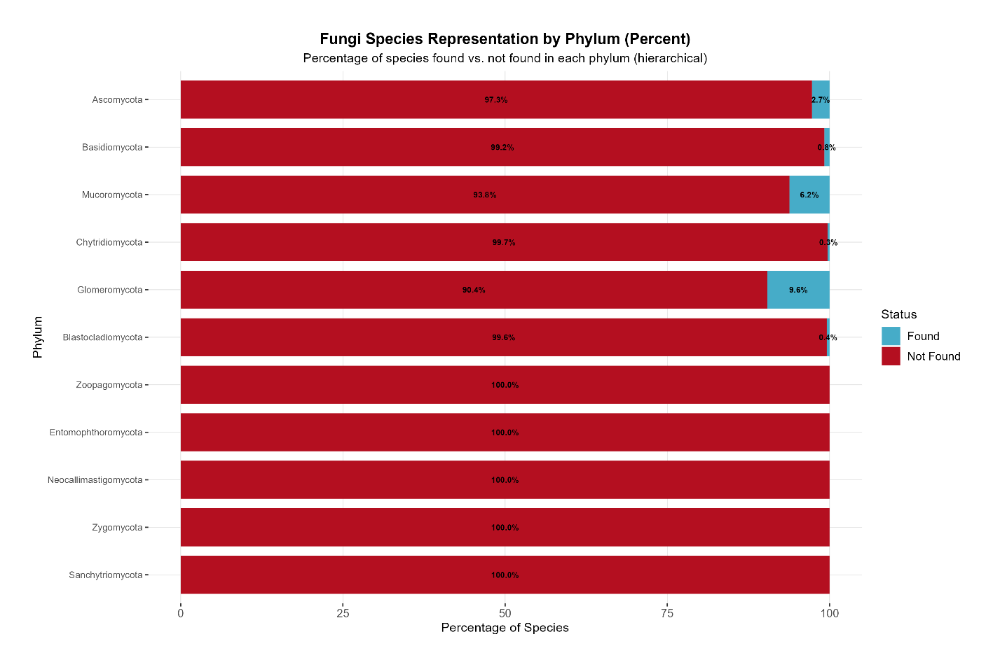 Fungi Species Representation by Phylum (Percent)
Percentage of species found vs. not found in each phylum (hierarchical)
Ascomycota 97.3% 2.7%
Basidiomycota 99.2% 0.8%
Mucoromycota 93.8% 6.2%
Chytridiomycota 99.7% 0.3%
Glomeromycota 90.4% 9.6%
Blastocladiomycota 99.6% 0.4%
Zoopagomycota 100.0%
Entomophthoromycota 100.0%
Neocallimastigomycota 100.0%
Zygomycota 100.0%
Sanchytriomycota 100.0%
Phylum
0 25 50 75 100
Percentage of Species
Status
Found
Not Found